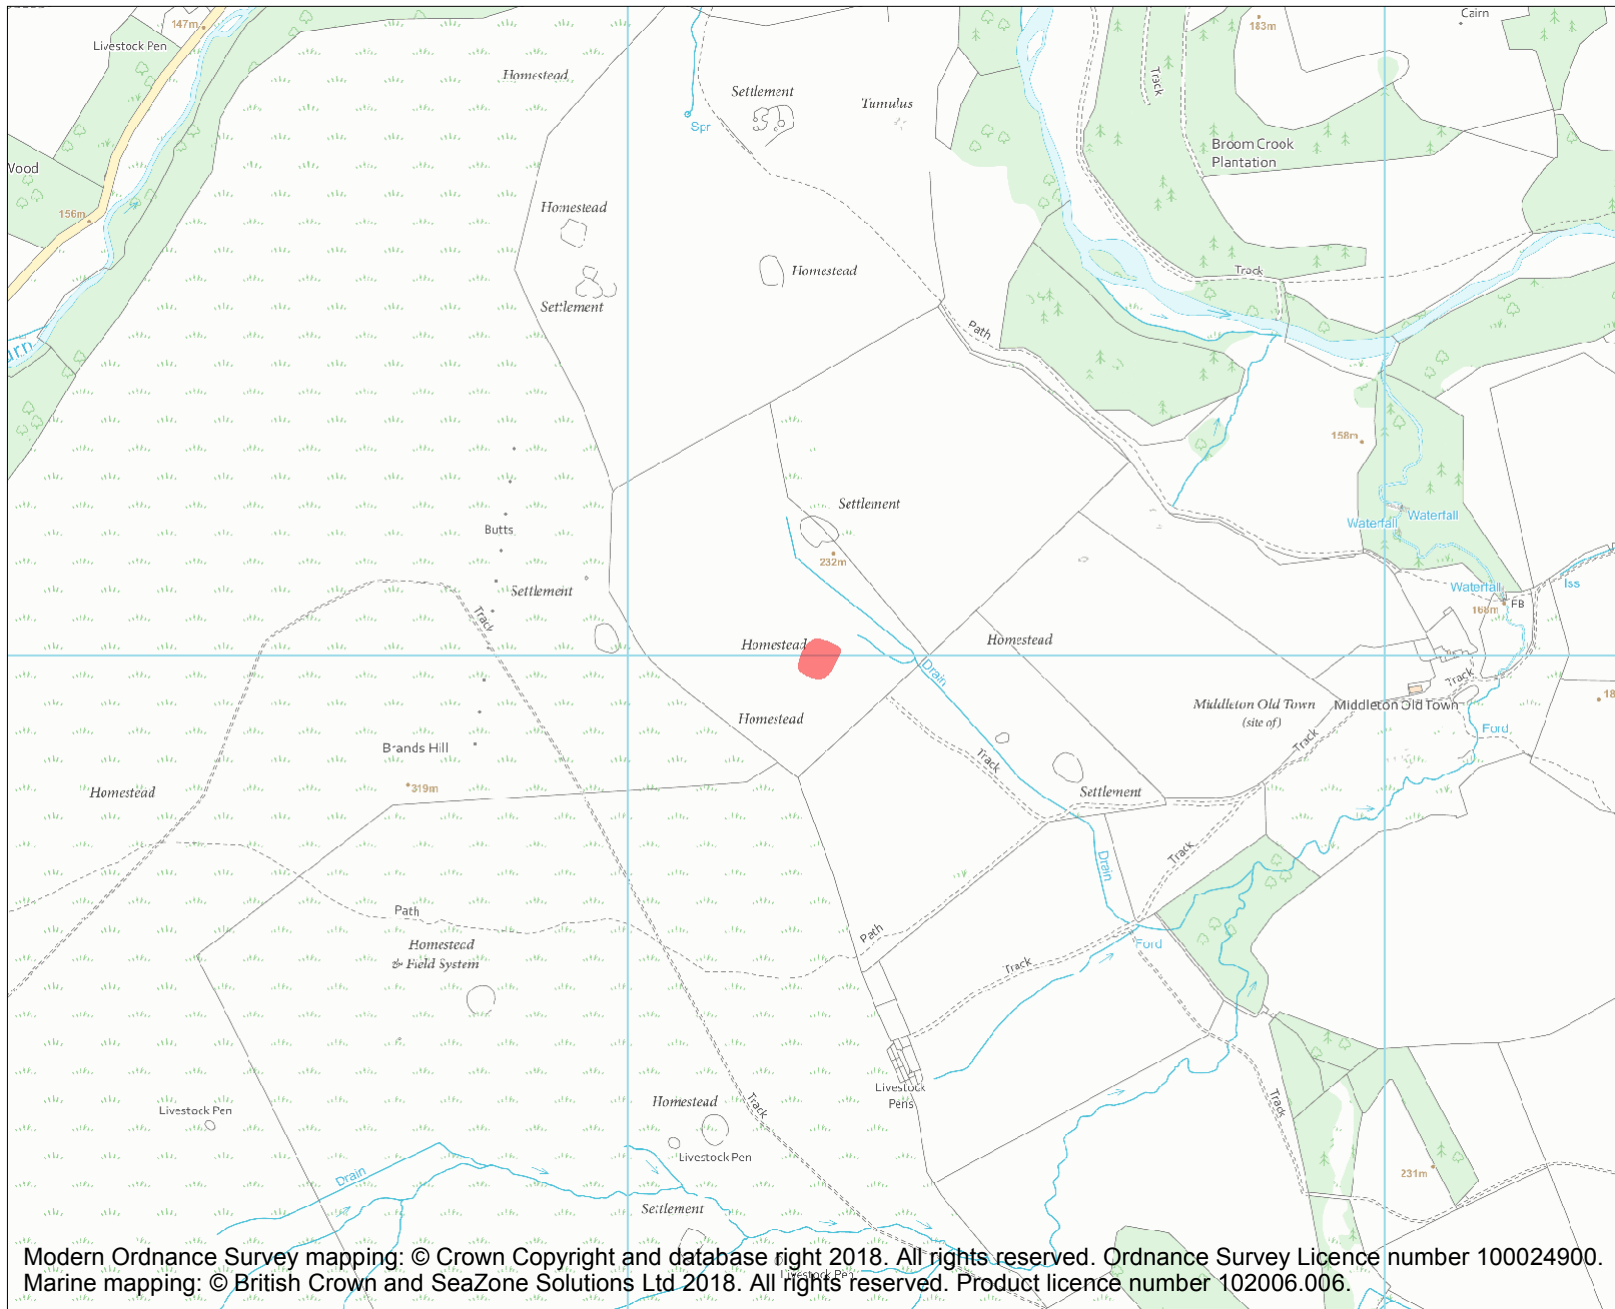 Cairn
147m
183m
Livestock Pen
Homestead
Track
Settlement
Tumulus
Spr
Broom Crook
Plantation
Wood
156m
Homestead
Homestead
Track
Settlement
Path
urn
158m
Settlement
Waterfall
Waterfall
Butts
232m
Settlement
Waterfall
Iss
168m
FB
Track
Homestead
Homestead
Drain
Track
Middleton Old Town
(site of)
Middleton Old Town
18
Homestead
Ford
Brands Hill
Track
Track
319m
Homestead
Settlement
Drain
Track
Path
Path
Homestead
& Field System
Ford
Track
Livestock
Pens
Livestock Pen
Homestead
Track
Track
Livestock Pen
Drain
231m
Settlement
Modern Ordnance Survey mapping: © Crown Copyright and database right 2018. All rights reserved. Ordnance Survey Licence number 100024900.
Livestock Pen
Marine mapping: © British Crown and SeaZone Solutions Ltd 2018. All rights reserved. Product licence number 102006.006.